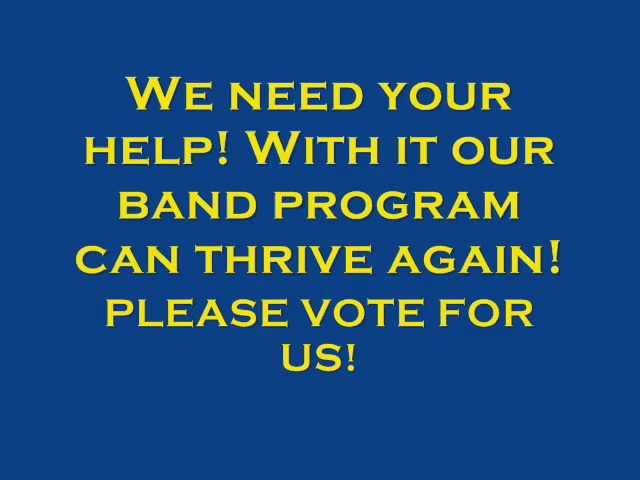 We need your
help! With it our
band program
can thrive again!
please vote for
us!